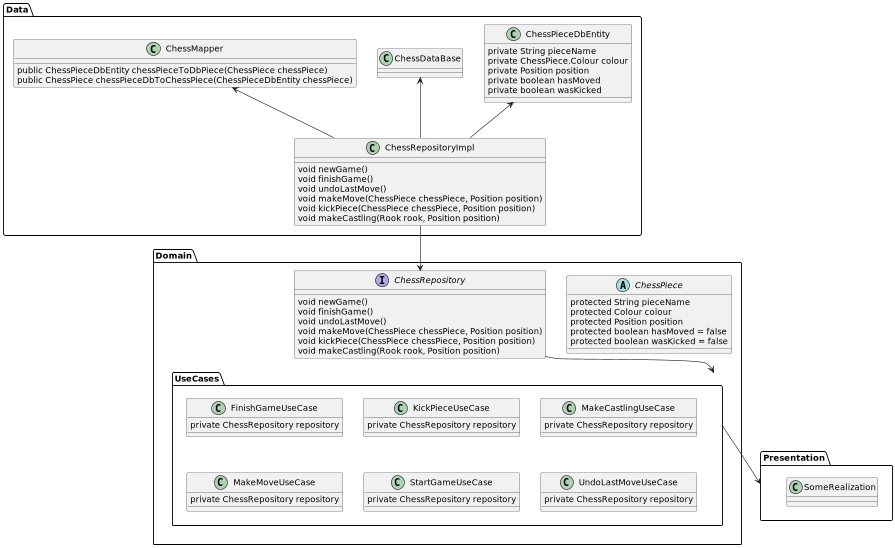 Data
C ChessMapper
public ChessPieceDbEntity chessPieceToDbPiece(ChessPiece chessPiece)
public ChessPiece chessPieceDbToChessPiece(ChessPieceDbEntity chessPiece)
C ChessDataBase
C ChessPieceDbEntity
private String pieceName
private ChessPiece.Colour colour
private Position position
private boolean hasMoved
private boolean wasKicked
C ChessRepositoryImpl
void newGame()
void finishGame()
void undoLastMove()
void makeMove(ChessPiece chessPiece, Position position)
void kickPiece(ChessPiece chessPiece, Position position)
void makeCastling(Rook rook, Position position)
Domain
I ChessRepository
void newGame()
void finishGame()
void undoLastMove()
void makeMove(ChessPiece chessPiece, Position position)
void kickPiece(ChessPiece chessPiece, Position position)
void makeCastling(Rook rook, Position position)
A ChessPiece
protected String pieceName
protected Colour colour
protected Position position
protected boolean hasMoved = false
protected boolean wasKicked = false
UseCases
C FinishGameUseCase
private ChessRepository repository
C KickPieceUseCase
private ChessRepository repository
C MakeCastlingUseCase
private ChessRepository repository
C MakeMoveUseCase
private ChessRepository repository
C StartGameUseCase
private ChessRepository repository
C UndoLastMoveUseCase
private ChessRepository repository
Presentation
C SomeRealization